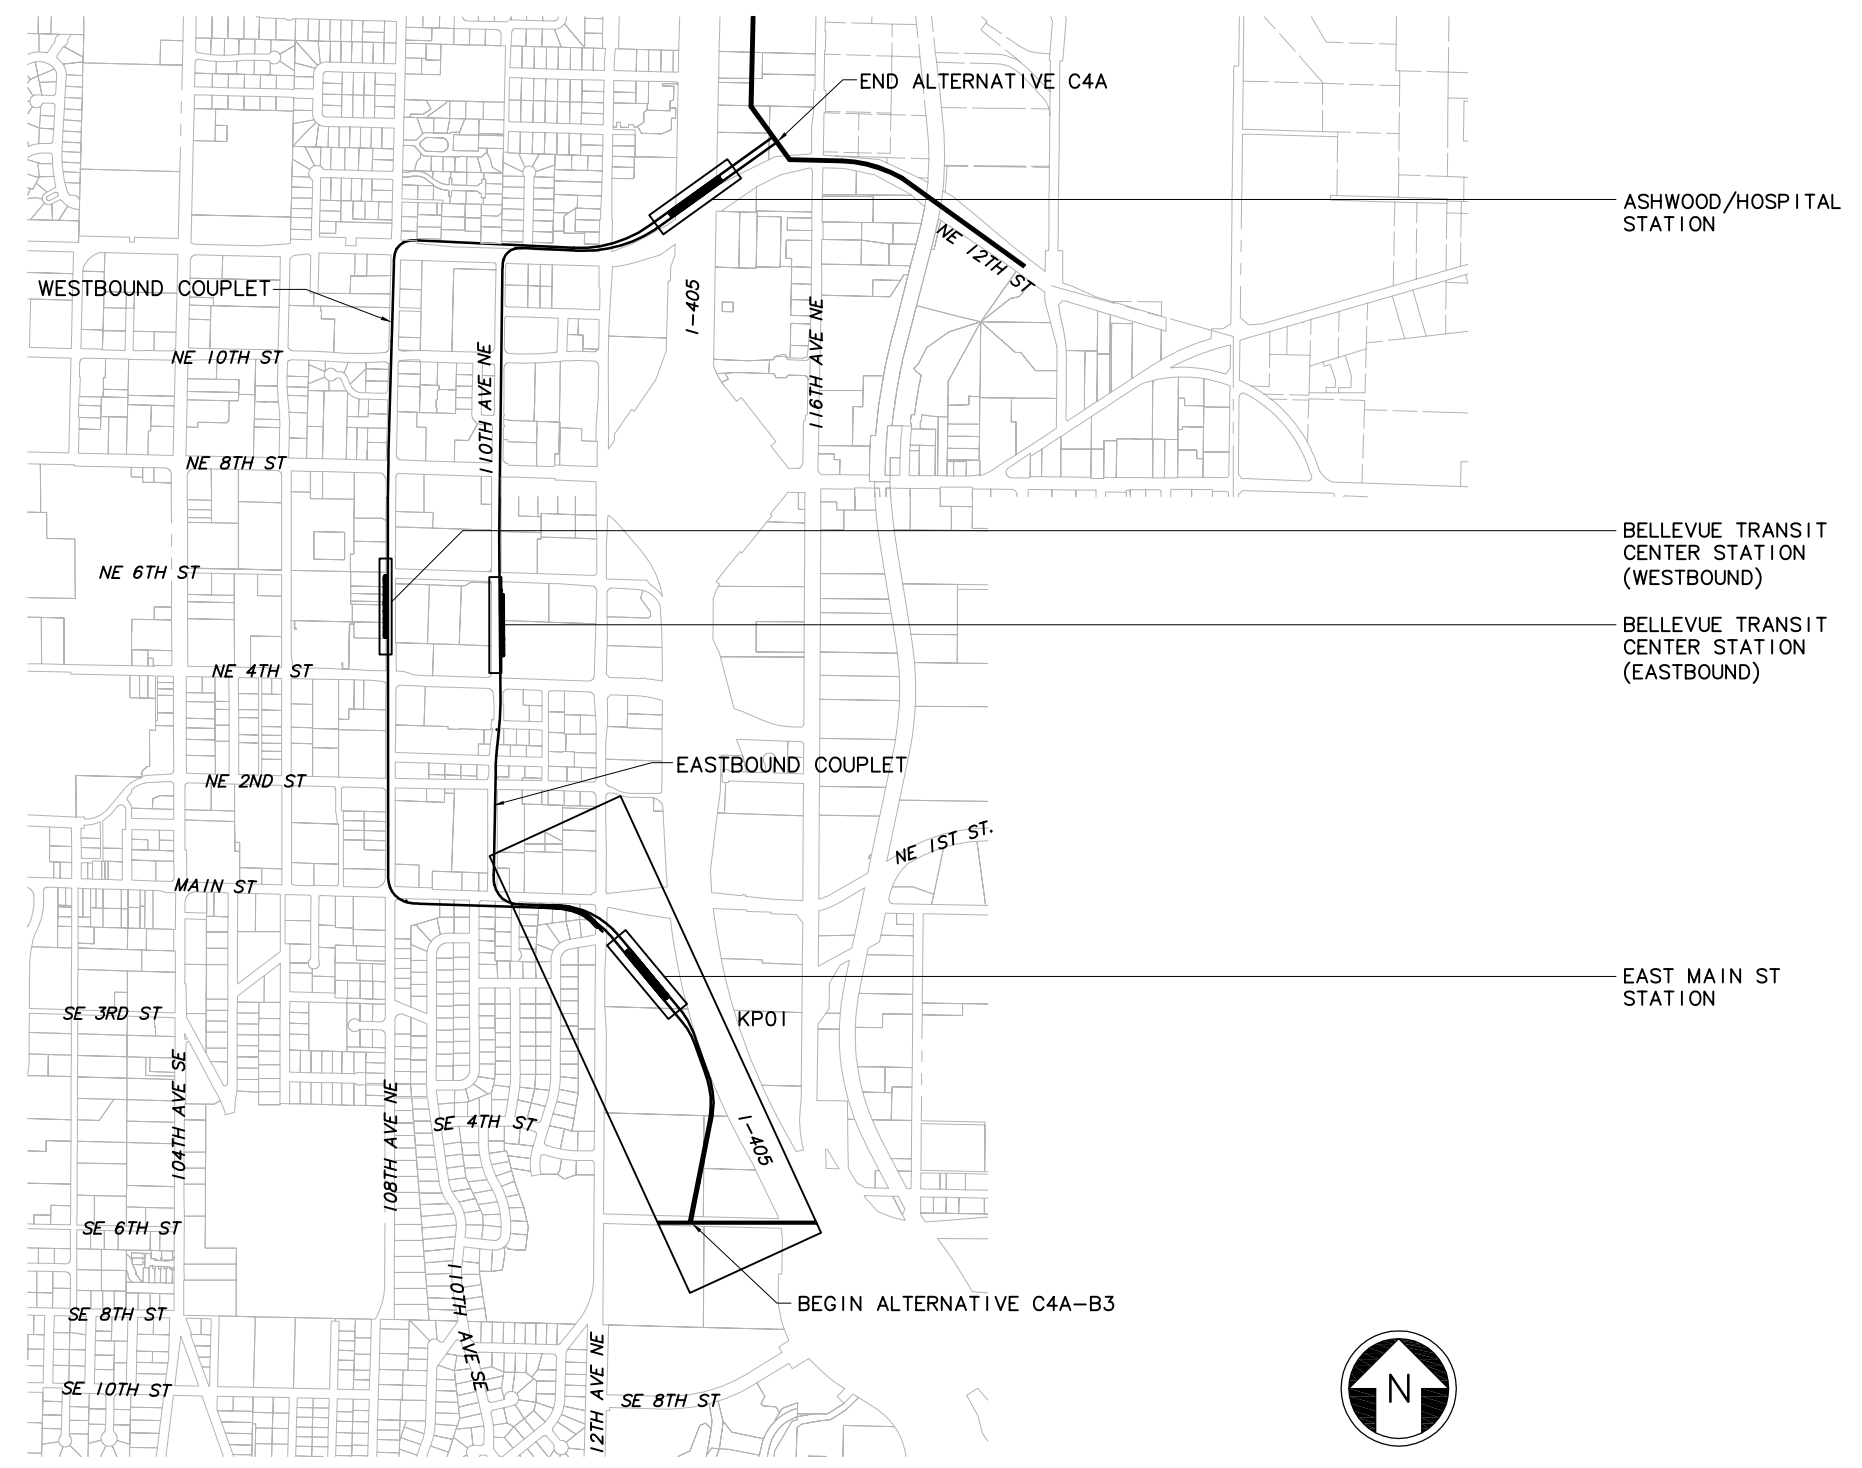 END ALTERNATIVE C4A
ASHWOOD/HOSPITAL
STATION
NE 12TH ST
WESTBOUND COUPLET
I-405
NE 10TH ST
110TH AVE NE
116TH AVE NE
NE 8TH ST
BELLEVUE TRANSIT
CENTER STATION
(WESTBOUND)
NE 6TH ST
BELLEVUE TRANSIT
CENTER STATION
(EASTBOUND)
NE 4TH ST
EASTBOUND COUPLET
NE 2ND ST
NE 1ST ST.
MAIN ST
EAST MAIN ST
STATION
SE 3RD ST
KP01
104TH AVE SE
108TH AVE NE
SE 4TH ST
I-405
SE 6TH ST
110TH AVE SE
BEGIN ALTERNATIVE C4A-B3
SE 8TH ST
12TH AVE NE
SE 10TH ST
SE 8TH ST
N